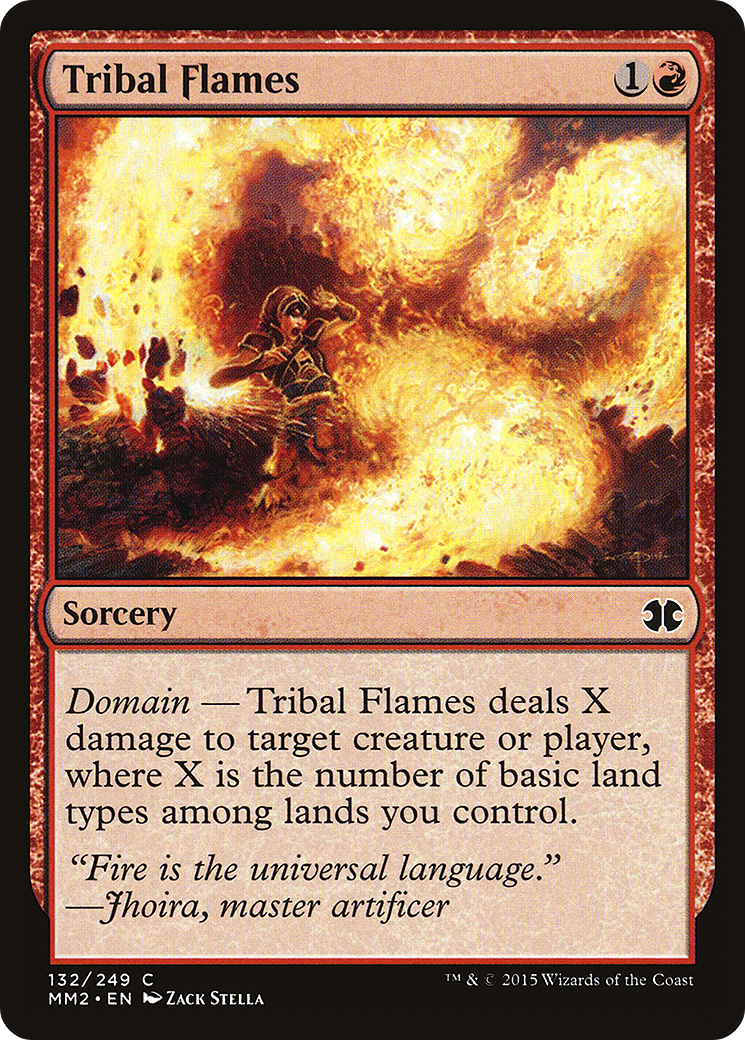 Tribal Flames 1
Sorcery
Domain — Tribal Flames deals X
damage to target creature or player,
where X is the number of basic land
types among lands you control.
“Fire is the universal language.”
—Jhoira, master artificer
132/249 C
MM2 • EN Zack Stella
™ & © 2015 Wizards of the Coast